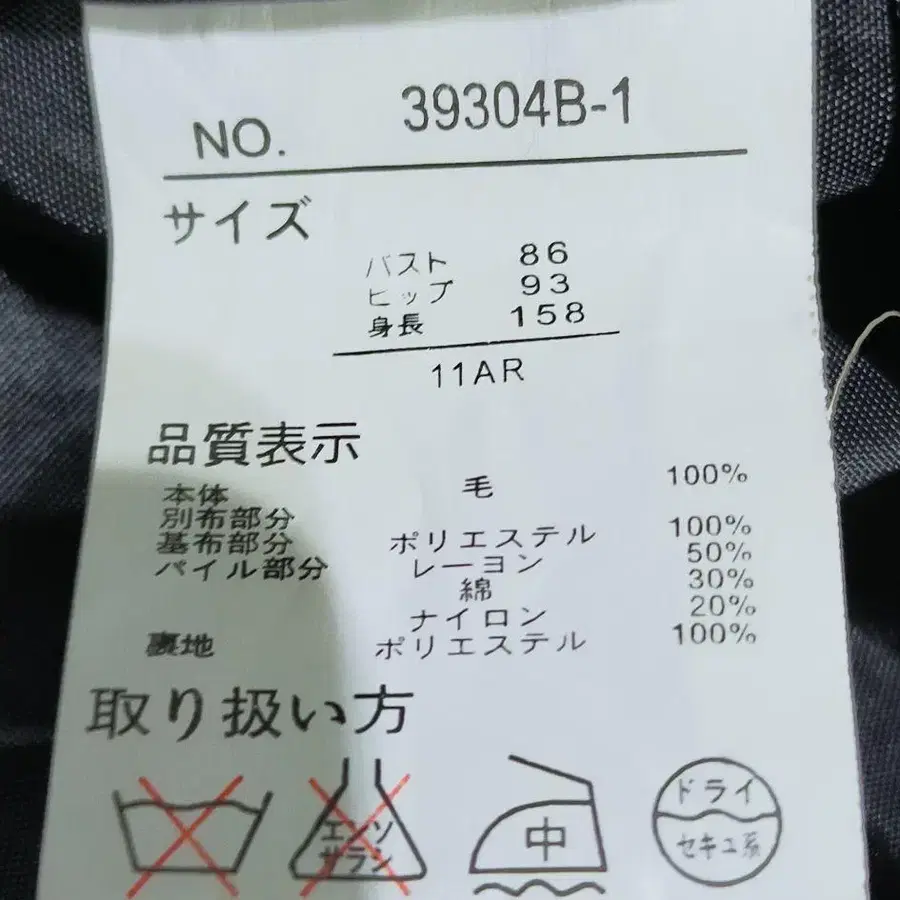 NO. 39304B-1
サイズ
バスト 86
ヒップ 93
身長 158
11AR
品質表示
本体 毛 100%
別布部分
基布部分 ポリエステル 100%
パイル部分 レーヨン 50%
綿 30%
ナイロン 20%
裏地 ポリエステル 100%
取り扱い方
エンソ
サラシ
中
ドライ
セキユ系